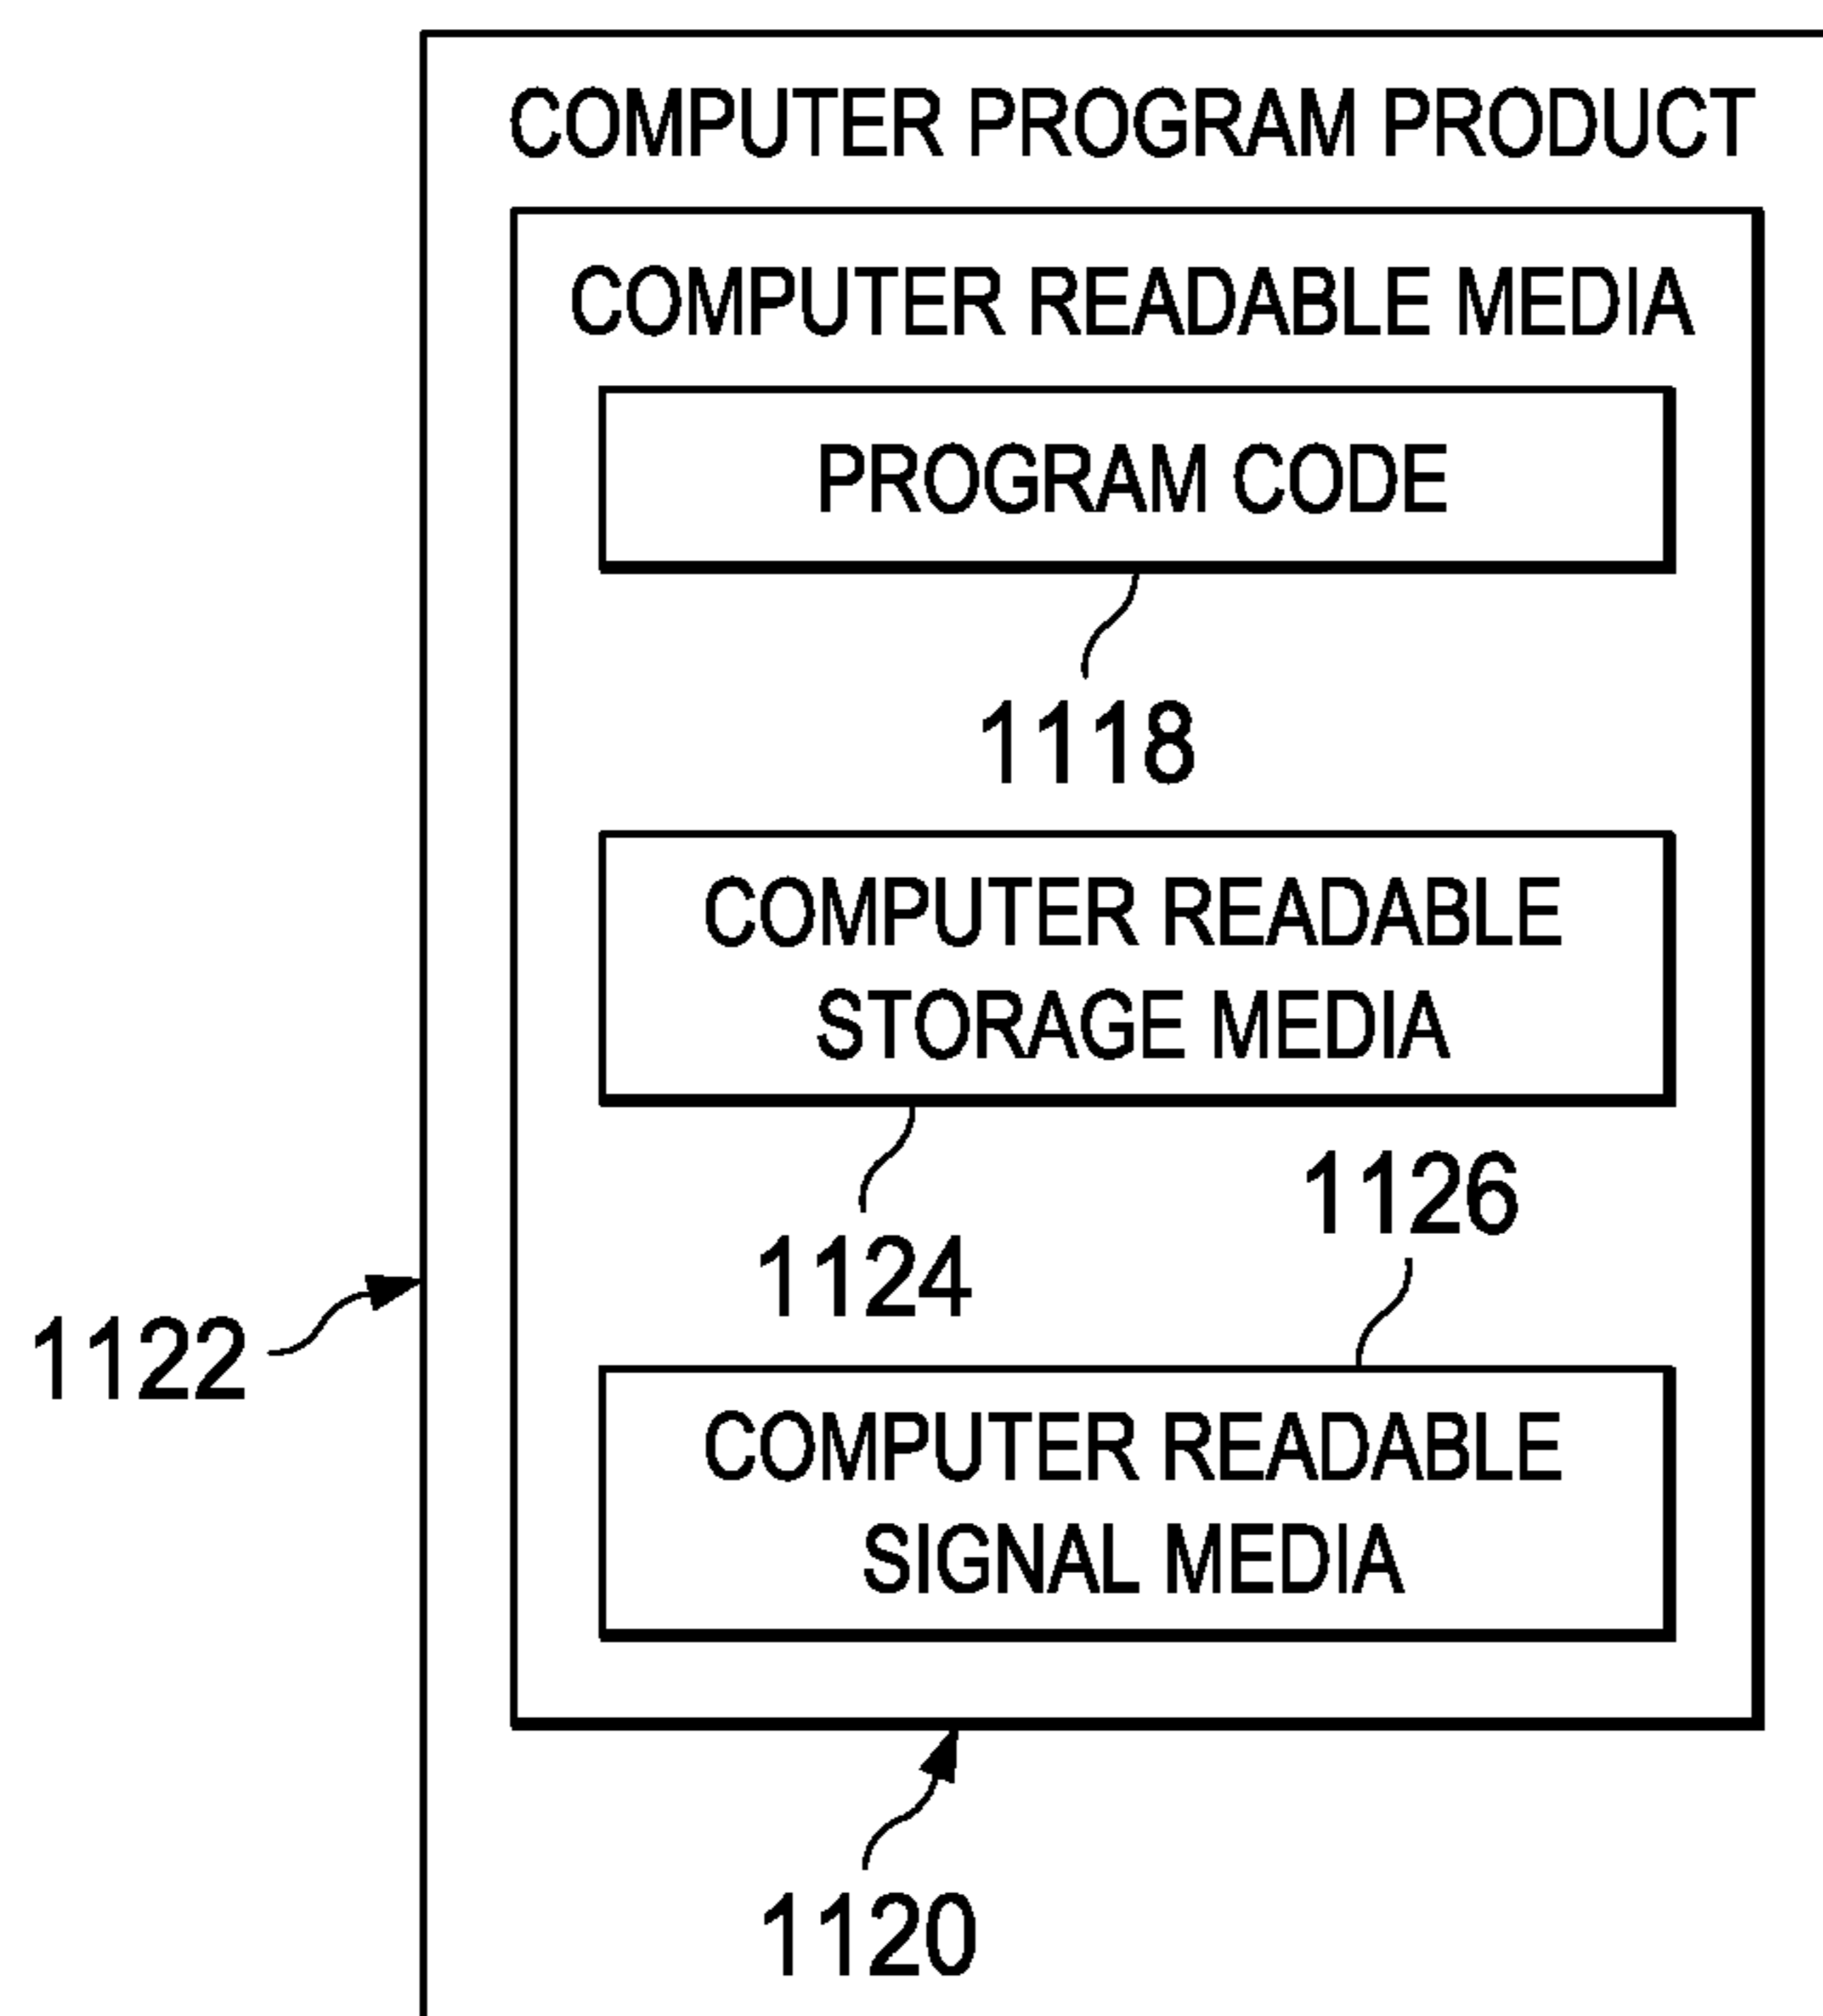 COMPUTER PROGRAM PRODUCT
COMPUTER READABLE MEDIA
PROGRAM CODE
1118
COMPUTER READABLE
STORAGE MEDIA
1126
1124
1122
COMPUTER READABLE
SIGNAL MEDIA
1120